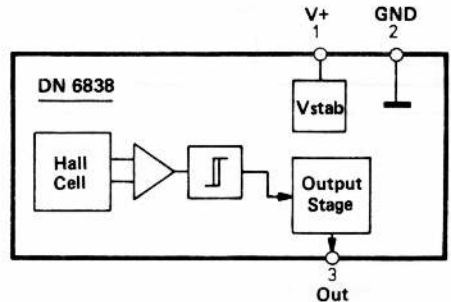 V+ GND
1 2
DN 6838
Vstab
Hall
Cell
Output
Stage
3
Out